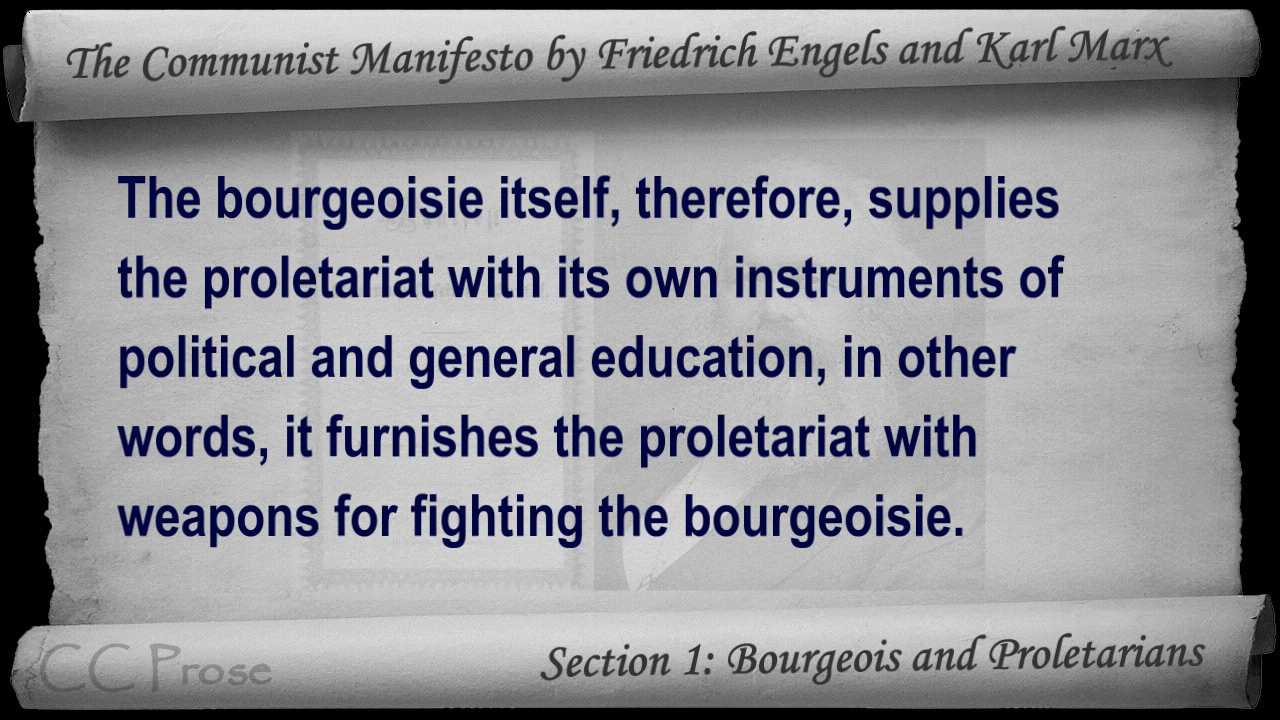 The Communist Manifesto by Friedrich Engels and Karl Marx
The bourgeoisie itself, therefore, supplies
the proletariat with its own instruments of
political and general education, in other
words, it furnishes the proletariat with
weapons for fighting the bourgeoisie.
CC Prose
Section 1: Bourgeois and Proletarians